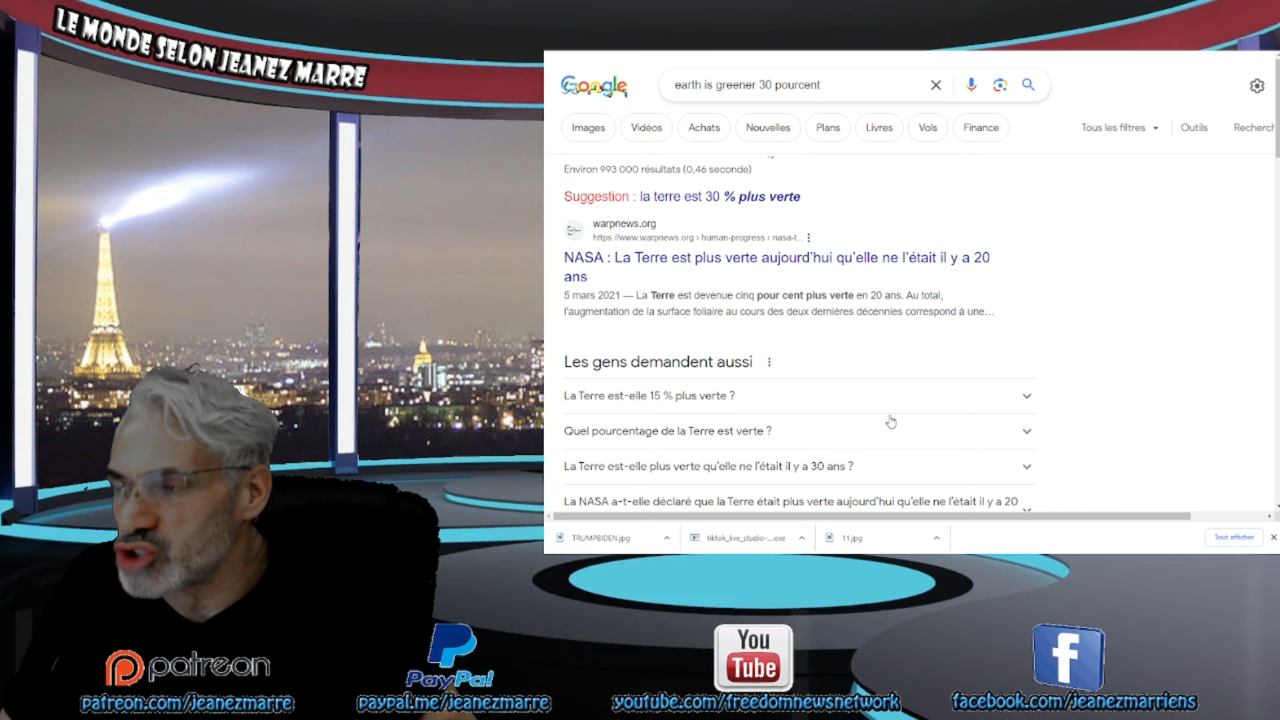 LE MONDE SELON JEANEZ MARRE
Google
earth is greener 30 pourcent
Images
Vidéos
Achats
Nouvelles
Plans
Livres
Vols
Finance
Tous les filtres
Outils
Recherch
Environ 993 000 résultats (0,46 seconde)
Suggestion : la terre est 30 % plus verte
warpnews.org
https://www.warpnews.org › human-progress › nasa-t...
NASA : La Terre est plus verte aujourd'hui qu'elle ne l'était il y a 20
ans
5 mars 2021 — La Terre est devenue cinq pour cent plus verte en 20 ans. Au total,
l'augmentation de la surface foliaire au cours des deux dernières décennies correspond à une...
Les gens demandent aussi
La Terre est-elle 15 % plus verte ?
Quel pourcentage de la Terre est verte ?
La Terre est-elle plus verte qu'elle ne l'était il y a 30 ans ?
La NASA a-t-elle déclaré que la Terre était plus verte aujourd'hui qu'elle ne l'était il y a 20
TRUMPBIDEN.jpg
tiktok_live_studio-....exe
11.jpg
Tout afficher
patreon
PayPal
You
Tube
patreon.com/jeanezmarre
paypal.me/jeanezmarre
youtube.com/freedomnewsnetwork
facebook.com/jeanezmarriens